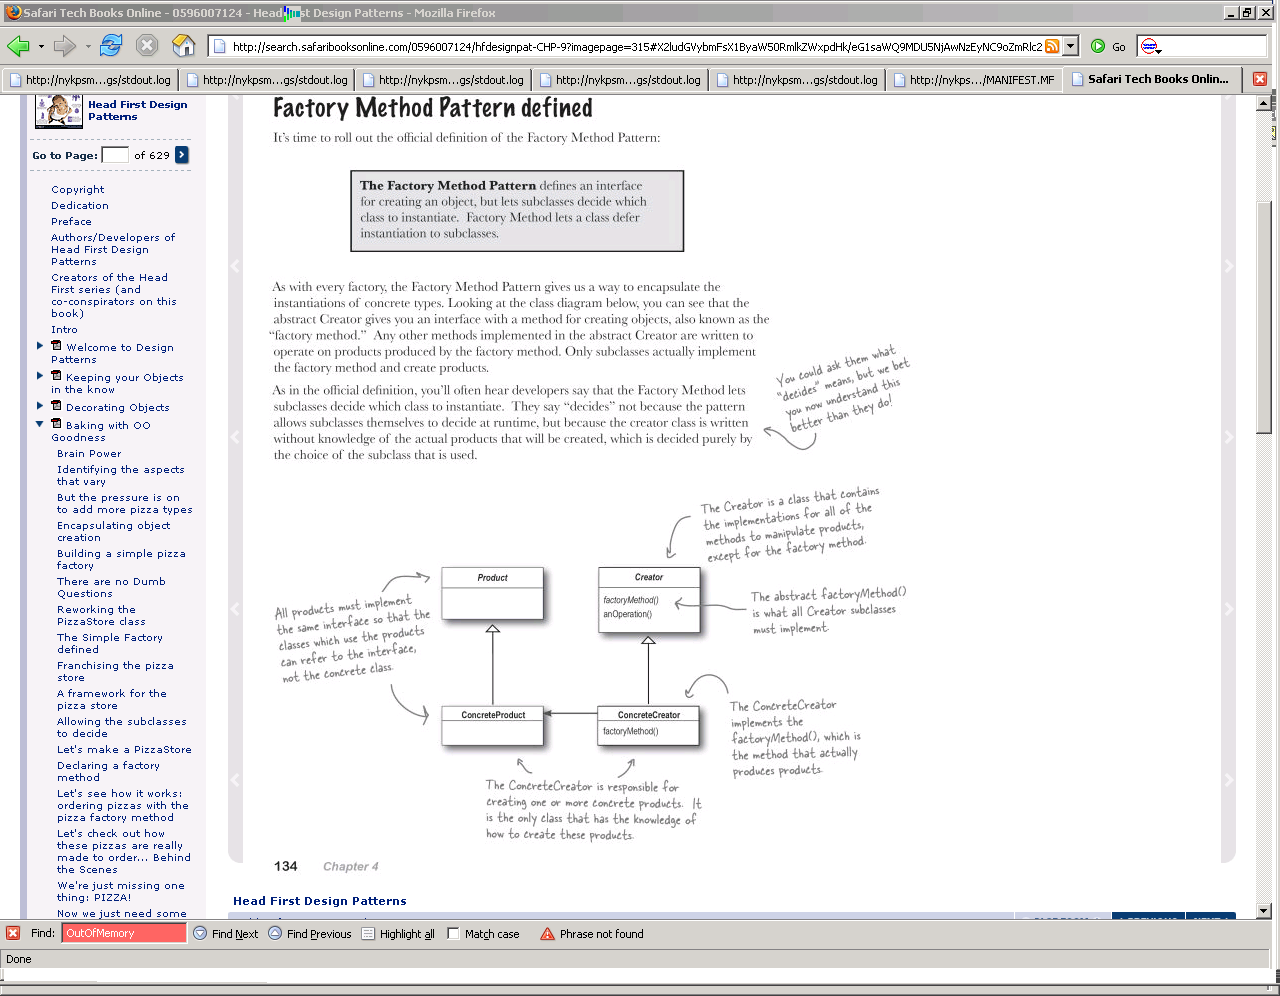 Safari Tech Books Online - 0596007124 - Head First Design Patterns - Mozilla Firefox
http://search.safaribooksonline.com/0596007124/hfdesignpat-CHP-9?imagepage=315#X2ludGVybmFsX1ByaW50RmlkZWxpdHk/eG1saWQ9MDU5NjAwNzEyNC9oZmRlc2
Go
http://nykpsm...gs/stdout.log
http://nykpsm...gs/stdout.log
http://nykpsm...gs/stdout.log
http://nykpsm...gs/stdout.log
http://nykpsm...gs/stdout.log
http://nykps.../MANIFEST.MF
Safari Tech Books Onlin...
Head First Design
Patterns
Go to Page:
of 629
Copyright
Dedication
Preface
Authors/Developers of
Head First Design
Patterns
Creators of the Head
First series (and
co-conspirators on this
book)
Intro
Welcome to Design
Patterns
Keeping your Objects
in the know
Decorating Objects
Baking with OO
Goodness
Brain Power
Identifying the aspects
that vary
But the pressure is on
to add more pizza types
Encapsulating object
creation
Building a simple pizza
factory
There are no Dumb
Questions
Reworking the
PizzaStore class
The Simple Factory
defined
Franchising the pizza
store
A framework for the
pizza store
Allowing the subclasses
to decide
Let's make a PizzaStore
Declaring a factory
method
Let's see how it works:
ordering pizzas with the
pizza factory method
Let's check out how
these pizzas are really
made to order... Behind
the Scenes
We're just missing one
thing: PIZZA!
Now we just need some
Factory Method Pattern defined
It's time to roll out the official definition of the Factory Method Pattern:
The Factory Method Pattern defines an interface
for creating an object, but lets subclasses decide which
class to instantiate. Factory Method lets a class defer
instantiation to subclasses.
As with every factory, the Factory Method Pattern gives us a way to encapsulate the
instantiations of concrete types. Looking at the class diagram below, you can see that the
abstract Creator gives you an interface with a method for creating objects, also known as the
“factory method.” Any other methods implemented in the abstract Creator are written to
operate on products produced by the factory method. Only subclasses actually implement
the factory method and create products.
As in the official definition, you'll often hear developers say that the Factory Method lets
subclasses decide which class to instantiate. They say “decides” not because the pattern
allows subclasses themselves to decide at runtime, but because the creator class is written
without knowledge of the actual products that will be created, which is decided purely by
the choice of the subclass that is used.
You could ask them what
“decides” means, but we bet
you now understand this
better than they do!
The Creator is a class that contains
the implementations for all of the
methods to manipulate products,
except for the factory method.
Product
Creator
factoryMethod()
anOperation()
The abstract factoryMethod()
is what all Creator subclasses
must implement.
All products must implement
the same interface so that the
classes which use the products
can refer to the interface,
not the concrete class.
ConcreteProduct
ConcreteCreator
factoryMethod()
The ConcreteCreator
implements the
factoryMethod(), which is
the method that actually
produces products.
The ConcreteCreator is responsible for
creating one or more concrete products. It
is the only class that has the knowledge of
how to create these products.
134
Chapter 4
Head First Design Patterns
Find:
OutOfMemory
Find Next
Find Previous
Highlight all
Match case
Phrase not found
Done